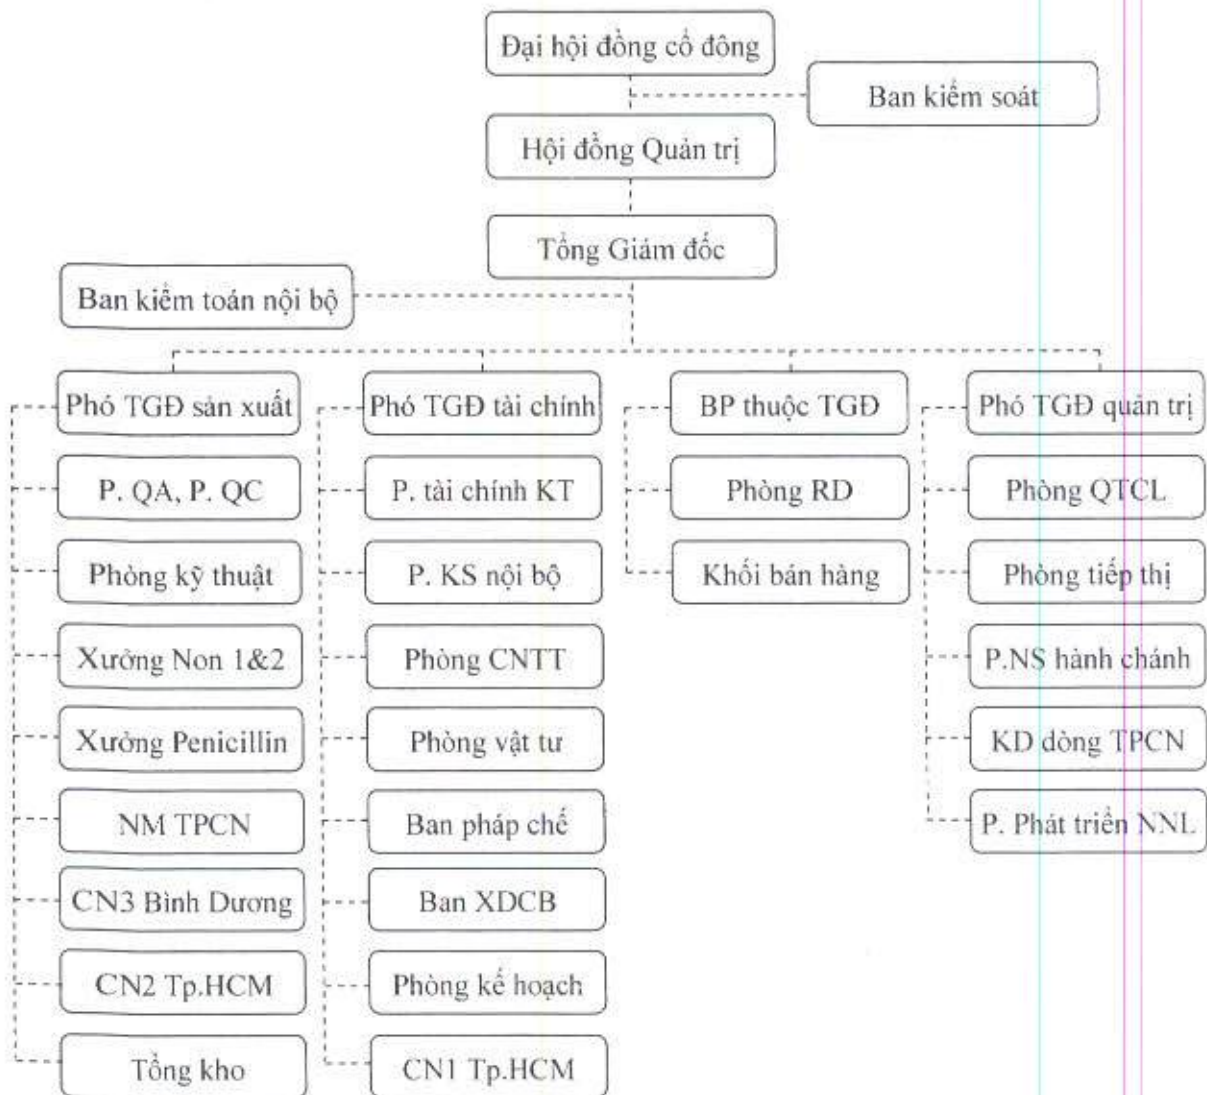 Đại hội đồng cổ đông
Ban kiểm soát
Hội đồng Quản trị
Tổng Giám đốc
Ban kiểm toán nội bộ
Phó TGĐ sản xuất
P. QA, P. QC
Phòng kỹ thuật
Xưởng Non 1&2
Xưởng Penicillin
NM TPCN
CN3 Bình Dương
CN2 Tp.HCM
Tổng kho
Phó TGĐ tài chính
P. tài chính KT
P. KS nội bộ
Phòng CNTT
Phòng vật tư
Ban pháp chế
Ban XDCB
Phòng kế hoạch
CN1 Tp.HCM
BP thuộc TGĐ
Phòng RD
Khối bán hàng
Phó TGĐ quản trị
Phòng QTCL
Phòng tiếp thị
P.NS hành chánh
KD dòng TPCN
P. Phát triển NNL